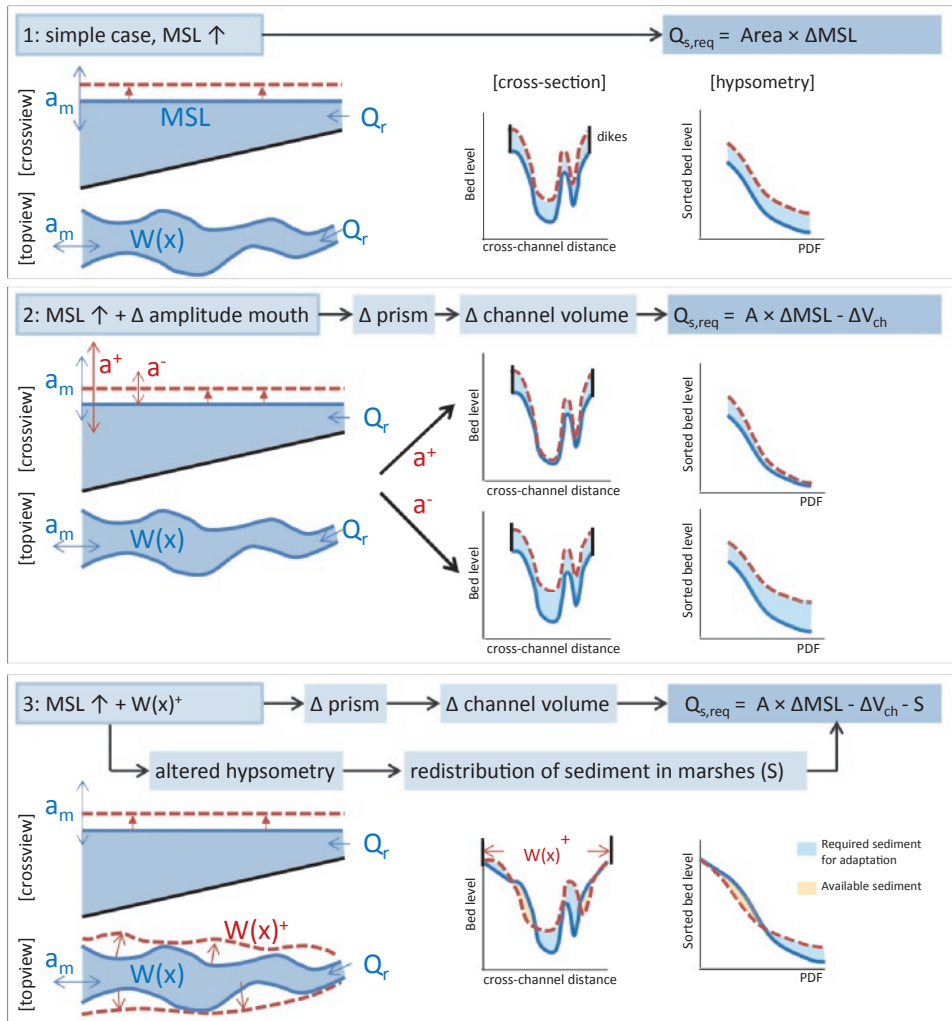 1: simple case, MSL ↑
Qs,req = Area × ΔMSL
[crossview]
am
MSL
Qr
[topview]
am
W(x)
Qr
[cross-section]
Bed level
dikes
cross-channel distance
[hypsometry]
Sorted bed level
PDF
2: MSL ↑ + Δ amplitude mouth
Δ prism
Δ channel volume
Qs,req = A × ΔMSL - ΔVch
[crossview]
am
a+
a-
Qr
[topview]
am
W(x)
Qr
a+
a-
Bed level
cross-channel distance
Sorted bed level
PDF
Bed level
cross-channel distance
Sorted bed level
PDF
3: MSL ↑ + W(x)+
Δ prism
Δ channel volume
Qs,req = A × ΔMSL - ΔVch - S
altered hypsometry
redistribution of sediment in marshes (S)
[crossview]
am
Qr
[topview]
am
W(x)
W(x)+
Qr
Bed level
W(x)+
cross-channel distance
Sorted bed level
Required sediment
for adaptation
Available sediment
PDF